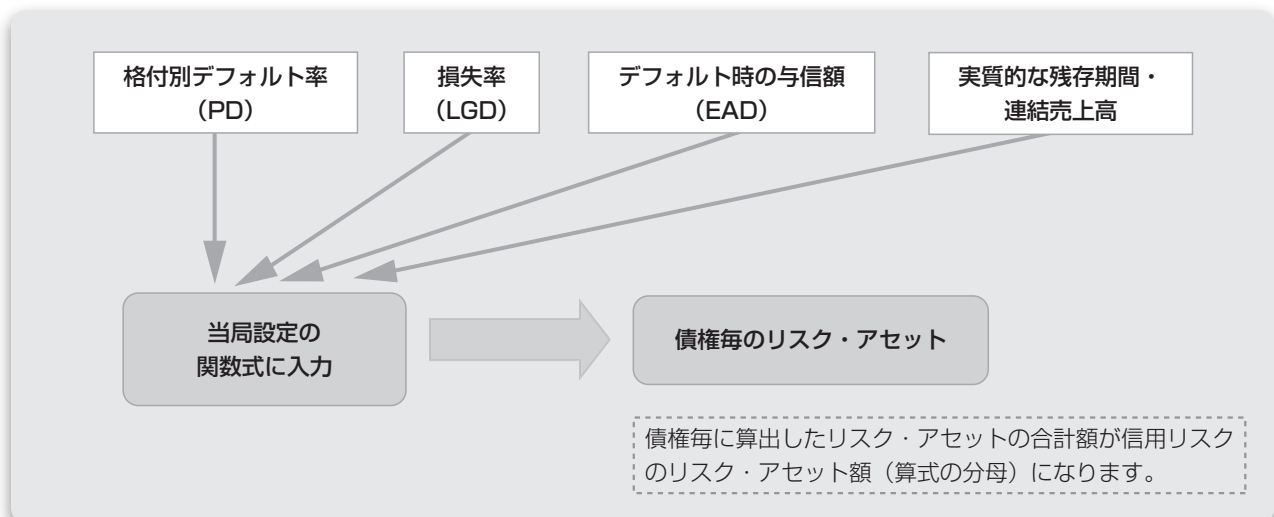 格付別デフォルト率
（PD）
損失率
（LGD）
デフォルト時の与信額
（EAD）
実質的な残存期間・
連結売上高
当局設定の
関数式に入力
債権毎のリスク・アセット
債権毎に算出したリスク・アセットの合計額が信用リスク
のリスク・アセット額（算式の分母）になります。